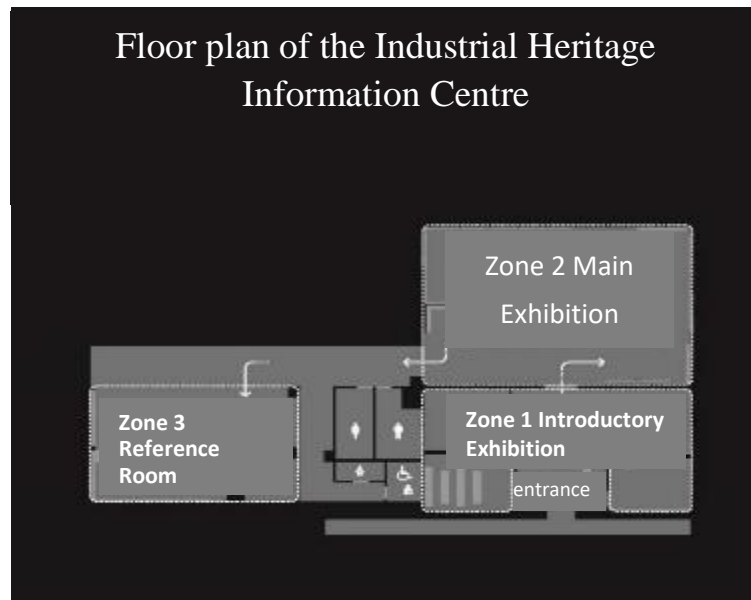 Floor plan of the Industrial Heritage
Information Centre
Zone 2 Main
Exhibition
Zone 3
Reference
Room
Zone 1 Introductory
Exhibition
entrance